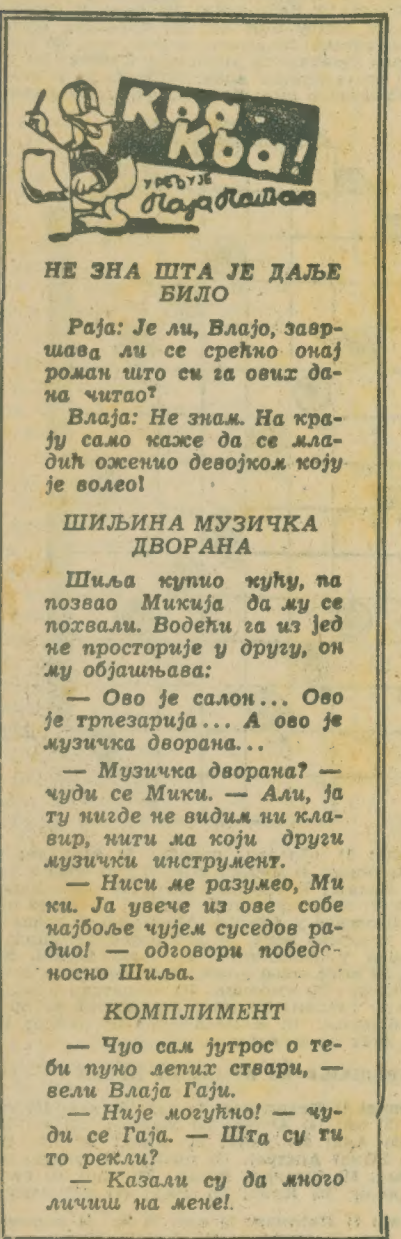 Ква-
Ква!
УРЕЂУЈЕ
Паја Патак
НЕ ЗНА ШТА ЈЕ ДАЉЕ
БИЛО
Раја: Је ли, Влајо, завр-
шава ли се срећно онај
роман што си га ових да-
на читао?
Влаја: Не знам. На кра-
ју само каже да се мла-
дић оженио девојком коју
је волео!
ШИЉИНА МУЗИЧКА
ДВОРАНА
Шиља купио кућу, па
позвао Микија да му се
похвали. Водећи га из јед
не просторије у другу, он
му објашњава:
— Ово је салон... Ово
је трпезарија... А ово је
музичка дворана...
— Музичка дворана? —
чуди се Мики. — Али, ја
ту нигде не видим ни кла-
вир, нити ма који други
музички инструмент.
— Ниси ме разумео, Ми
ки. Ја увече из ове собе
најбоље чујем суседов ра-
дио! — одговори победо-
носно Шиља.
КОМПЛИМЕНТ
— Чуо сам јутрос о те-
би пуно лепих ствари, —
вели Влаја Гаји.
— Није могућно! — чу-
ди се Гаја. — Шта су ти
то рекли?
— Казали су да много
личиш на мене!